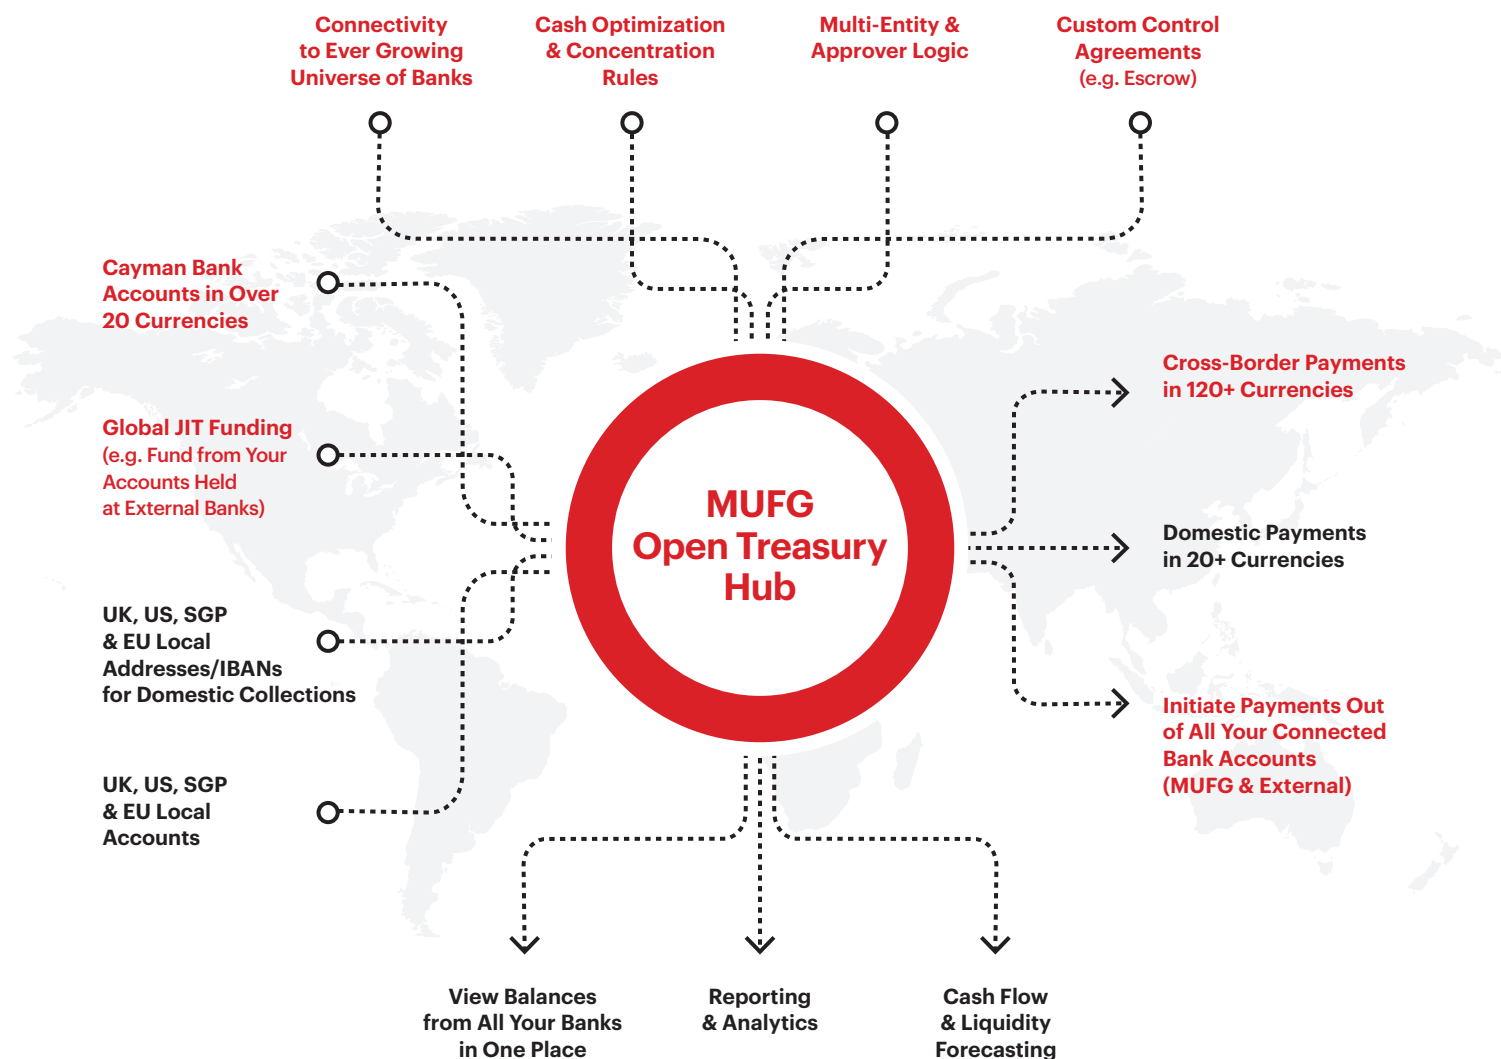 Connectivity
to Ever Growing
Universe of Banks
Cash Optimization
& Concentration
Rules
Multi-Entity &
Approver Logic
Custom Control
Agreements
(e.g. Escrow)
Cayman Bank
Accounts in Over
20 Currencies
Global JIT Funding
(e.g. Fund from Your
Accounts Held
at External Banks)
UK, US, SGP
& EU Local
Addresses/IBANs
for Domestic Collections
UK, US, SGP
& EU Local
Accounts
MUFG
Open Treasury
Hub
Cross-Border Payments
in 120+ Currencies
Domestic Payments
in 20+ Currencies
Initiate Payments Out
of All Your Connected
Bank Accounts
(MUFG & External)
View Balances
from All Your Banks
in One Place
Reporting
& Analytics
Cash Flow
& Liquidity
Forecasting